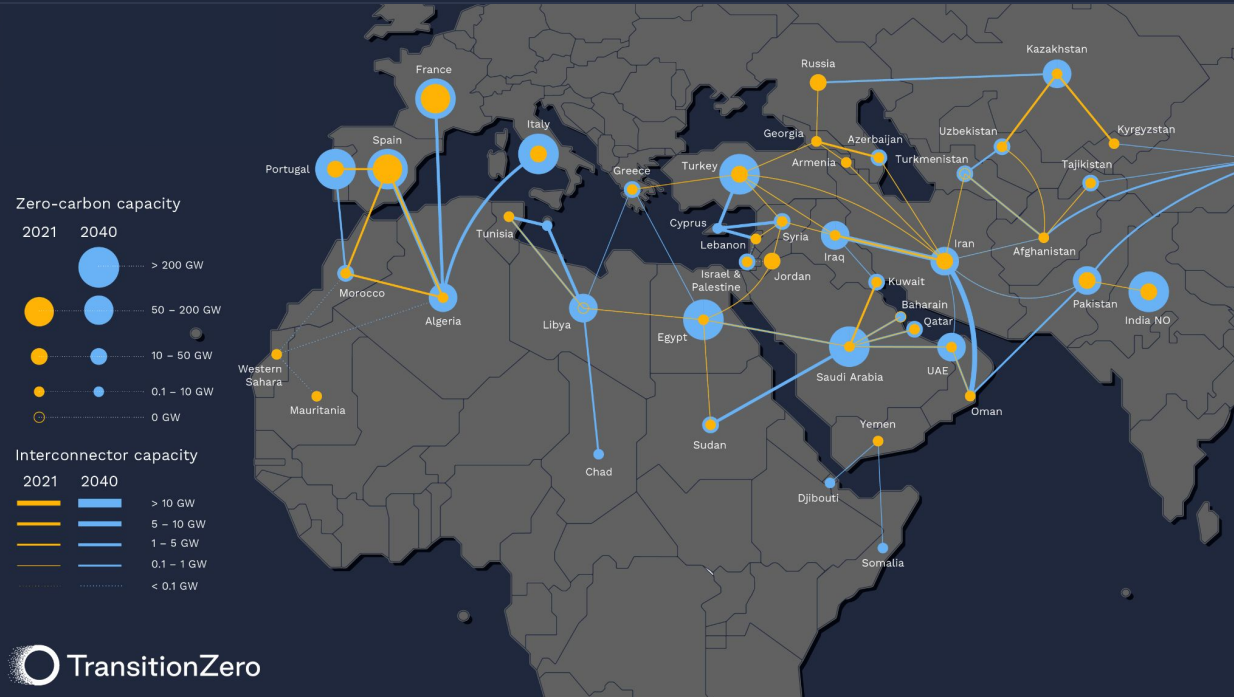 Zero-carbon capacity
2021 2040
> 200 GW
50 – 200 GW
10 – 50 GW
0.1 – 10 GW
0 GW
Interconnector capacity
2021 2040
> 10 GW
5 – 10 GW
1 – 5 GW
0.1 – 1 GW
< 0.1 GW
TransitionZero
France
Spain
Portugal
Italy
Greece
Turkey
Russia
Georgia
Armenia
Azerbaijan
Kazakhstan
Uzbekistan
Kyrgyzstan
Turkmenistan
Tajikistan
Afghanistan
Cyprus
Lebanon
Syria
Israel &
Palestine
Jordan
Iraq
Iran
Kuwait
Baharain
Qatar
UAE
Saudi Arabia
Oman
Pakistan
India NO
Tunisia
Morocco
Algeria
Libya
Egypt
Western
Sahara
Mauritania
Chad
Sudan
Yemen
Djibouti
Somalia